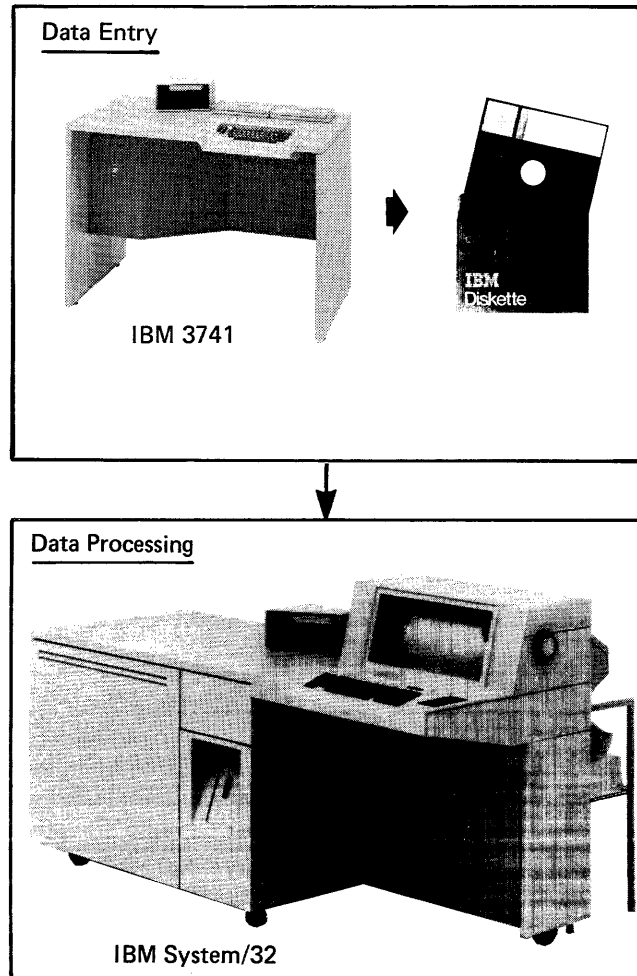 Data Entry
IBM
Diskette
IBM 3741
Data Processing
IBM System/32